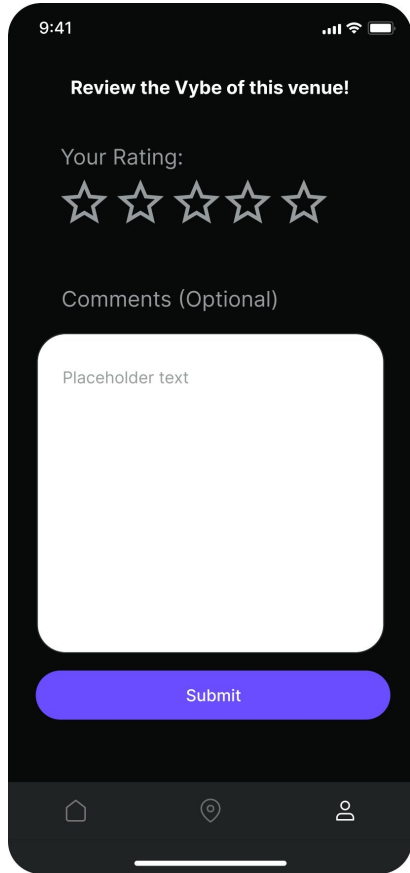 9:41
Review the Vybe of this venue!
Your Rating:
Comments (Optional)
Placeholder text
Submit